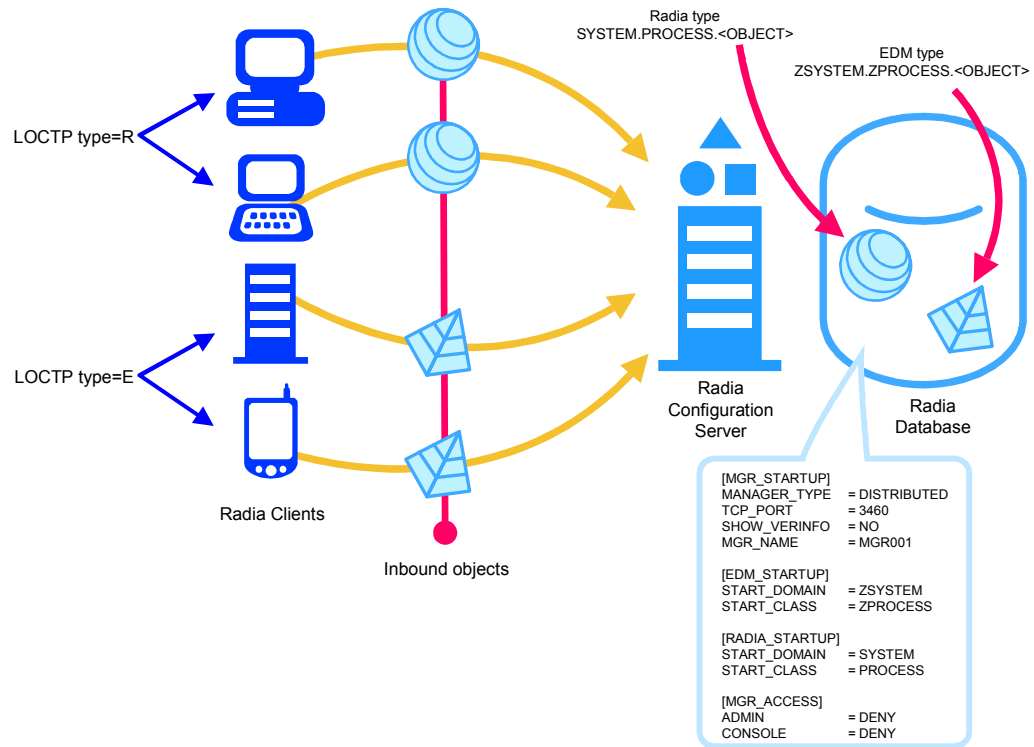 Radia type
SYSTEM.PROCESS.<OBJECT>
EDM type
ZSYSTEM.ZPROCESS.<OBJECT>
LOCTP type=R
LOCTP type=E
Radia Clients
Inbound objects
Radia
Configuration
Server
Radia
Database
[MGR_STARTUP]
MANAGER_TYPE = DISTRIBUTED
TCP_PORT = 3460
SHOW_VERINFO = NO
MGR_NAME = MGR001
[EDM_STARTUP]
START_DOMAIN = ZSYSTEM
START_CLASS = ZPROCESS
[RADIA_STARTUP]
START_DOMAIN = SYSTEM
START_CLASS = PROCESS
[MGR_ACCESS]
ADMIN = DENY
CONSOLE = DENY